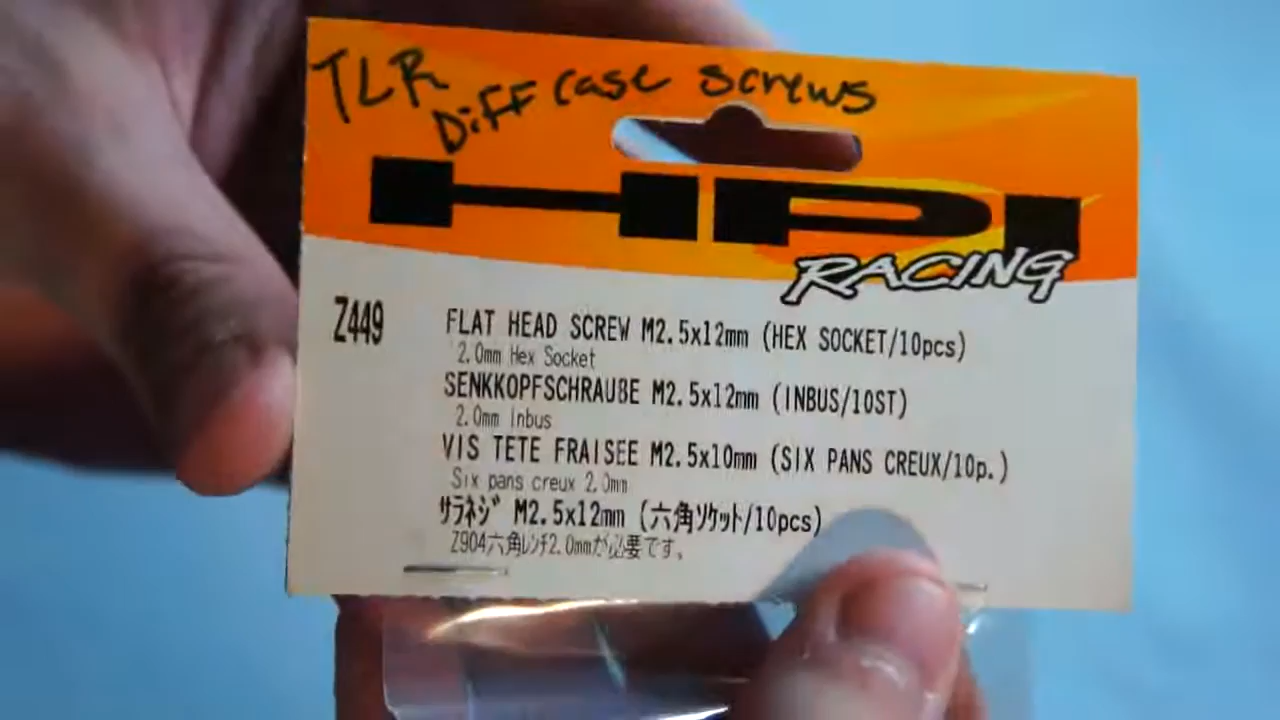 TLR
Diff case screws
HPI
RACING
Z449
FLAT HEAD SCREW M2.5x12mm (HEX SOCKET/10pcs)
2.0mm Hex Socket
SENKKOPFSCHRAUBE M2.5x12mm (INBUS/10ST)
2.0mm Inbus
VIS TETE FRAISEE M2.5x10mm (SIX PANS CREUX/10p.)
Six pans creux 2.0mm
ｻﾗﾈｼﾞ M2.5x12mm (六角ｿｹｯﾄ/10pcs)
Z904六角ﾚﾝﾁ2.0mmが必要です。